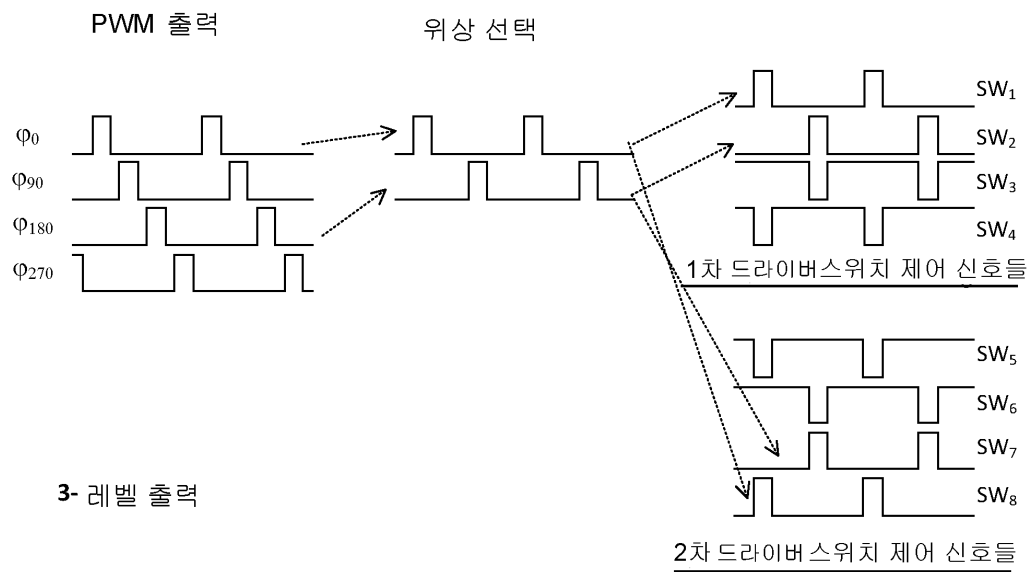 PWM 출력
위상 선택
φ0
φ90
φ180
φ270
SW1
SW2
SW3
SW4
1차 드라이버스위치 제어 신호들
SW5
SW6
SW7
SW8
3- 레벨 출력
2차 드라이버스위치 제어 신호들